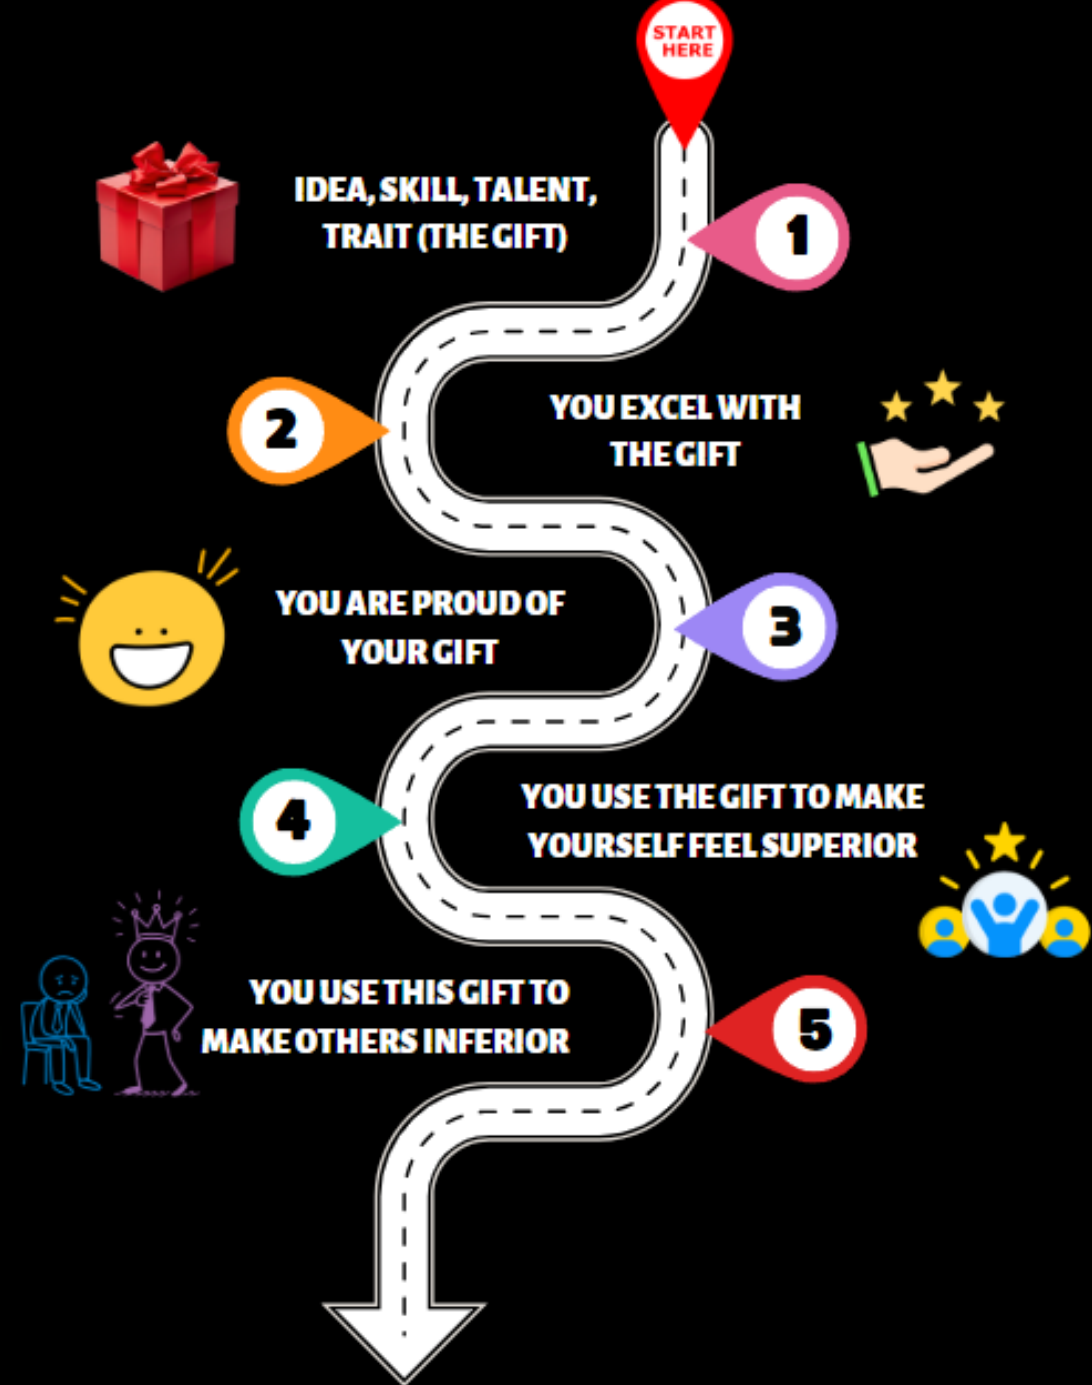 START
HERE
IDEA, SKILL, TALENT,
TRAIT (THE GIFT)
1
2
YOU EXCEL WITH
THE GIFT
YOU ARE PROUD OF
YOUR GIFT
3
4
YOU USE THE GIFT TO MAKE
YOURSELF FEEL SUPERIOR
YOU USE THIS GIFT TO
MAKE OTHERS INFERIOR
5